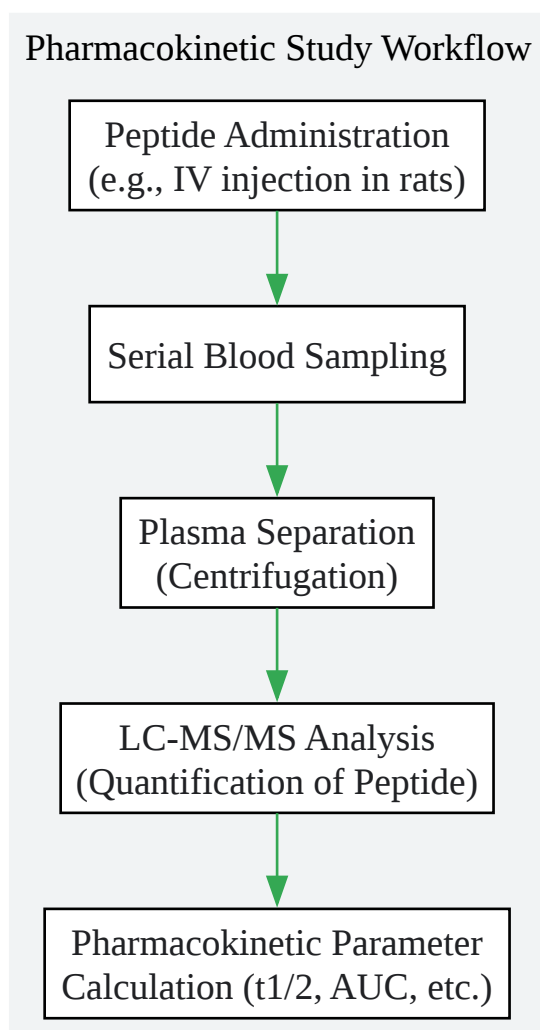 Pharmacokinetic Study Workflow
Peptide Administration
(e.g., IV injection in rats)
Serial Blood Sampling
Plasma Separation
(Centrifugation)
LC-MS/MS Analysis
(Quantification of Peptide)
Pharmacokinetic Parameter
Calculation (t1/2, AUC, etc.)